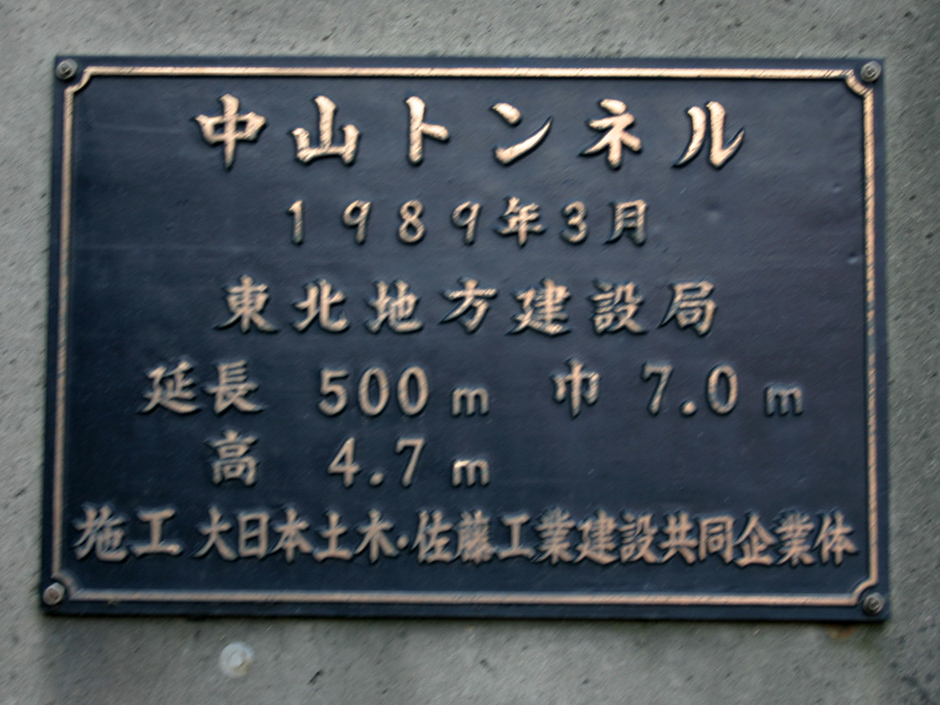 中山トンネル
1989年3月
東北地方建設局
延長 500m 巾 7.0m
高 4.7m
施工 大日本土木・佐藤工業建設共同企業体